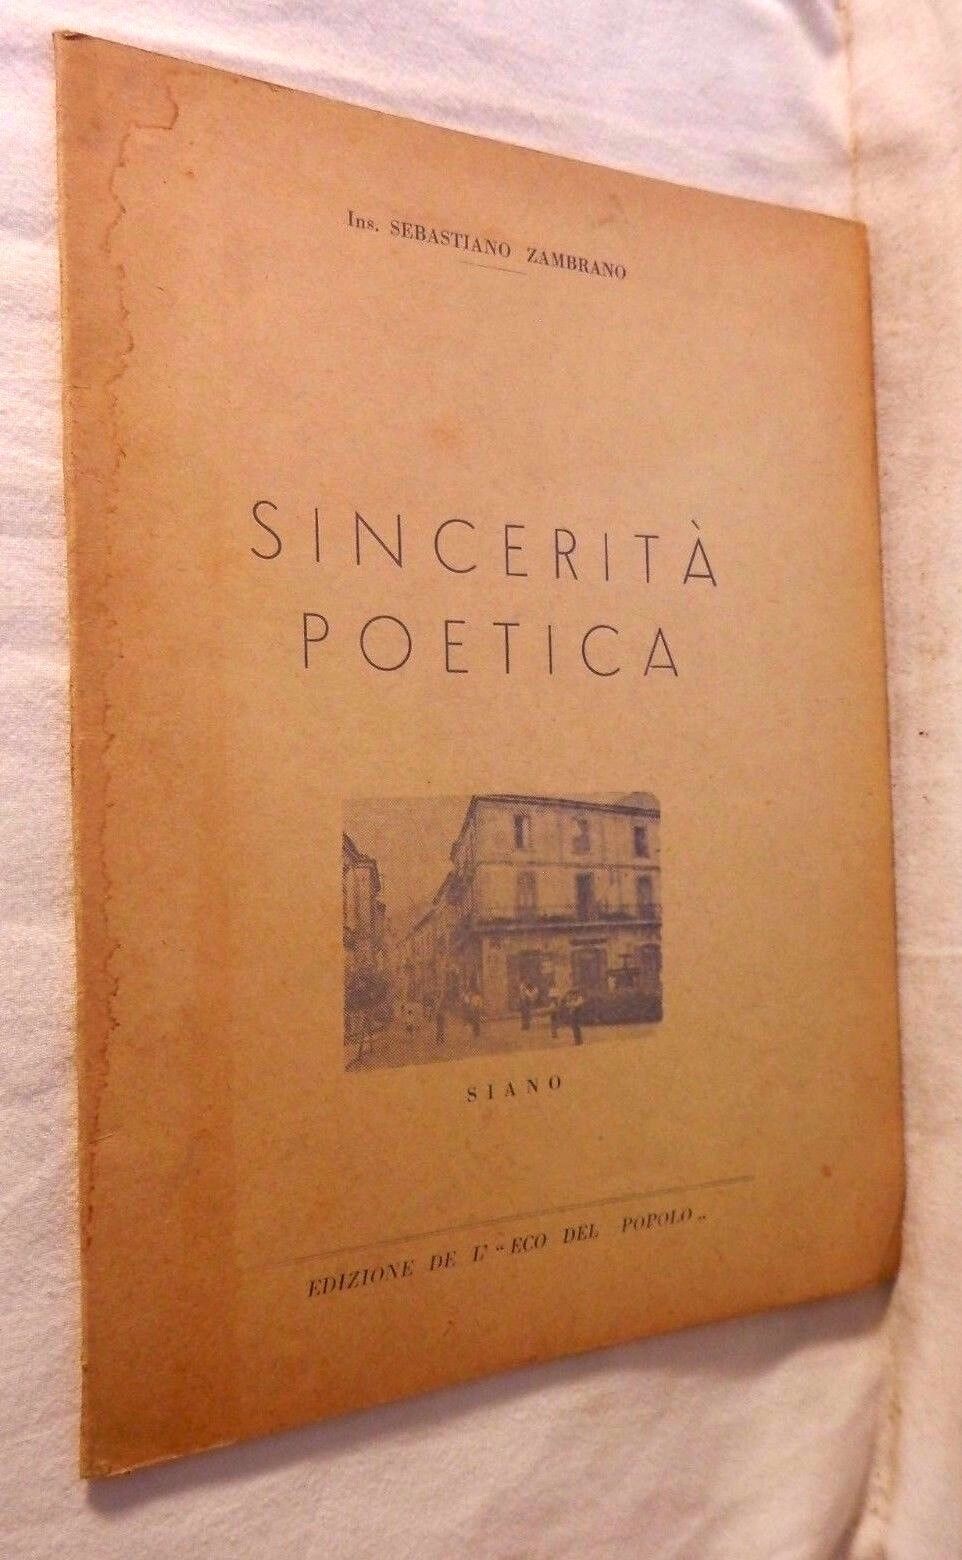 Ins. SEBASTIANO ZAMBRANO
SINCERITÀ
POETICA
SIANO
EDIZIONE DE L' “ ECO DEL POPOLO „